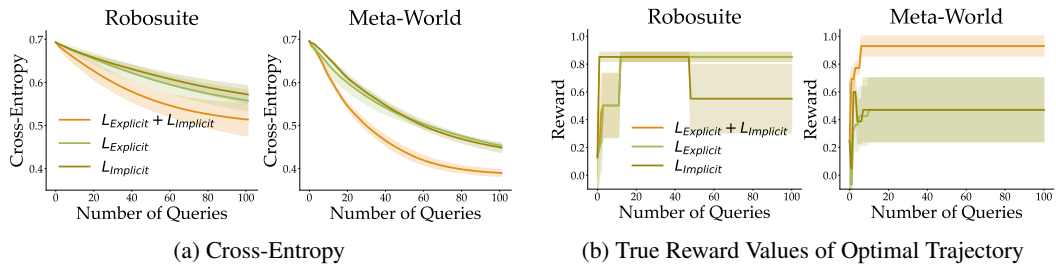 Robosuite
Meta-World
Robosuite
Meta-World
Cross-Entropy
0.7
0.6
0.5
0.4
L_Explicit + L_Implicit
L_Explicit
L_Implicit
0 20 40 60 80 100
Number of Queries
Cross-Entropy
0.7
0.6
0.5
0.4
0 20 40 60 80 100
Number of Queries
Reward
1.0
0.8
0.6
0.4
0.2
0.0
L_Explicit + L_Implicit
L_Explicit
L_Implicit
0 20 40 60 80 100
Number of Queries
Reward
1.0
0.8
0.6
0.4
0.2
0.0
0 20 40 60 80 100
Number of Queries
(a) Cross-Entropy
(b) True Reward Values of Optimal Trajectory